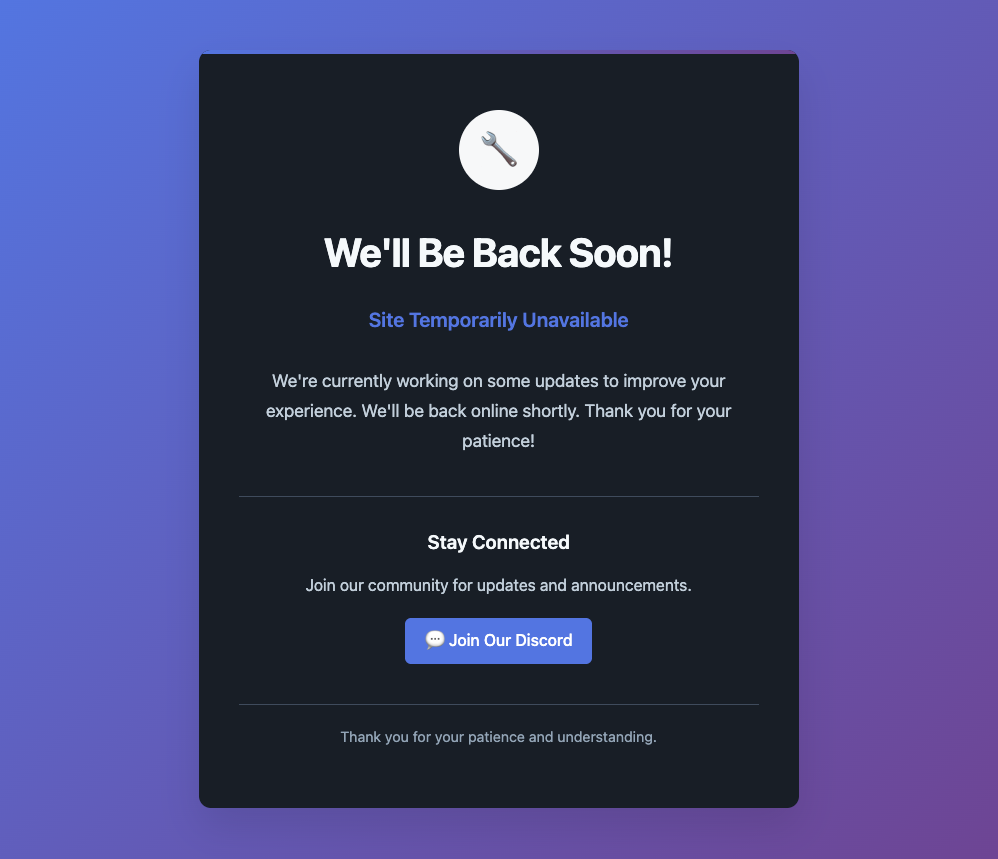 We'll Be Back Soon!
Site Temporarily Unavailable
We're currently working on some updates to improve your
experience. We'll be back online shortly. Thank you for your
patience!
Stay Connected
Join our community for updates and announcements.
💬 Join Our Discord
Thank you for your patience and understanding.